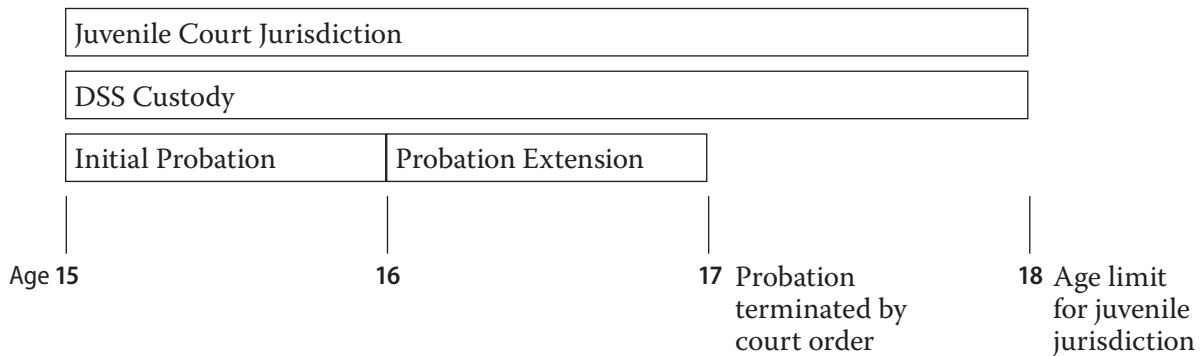 Juvenile Court Jurisdiction
DSS Custody
Initial Probation Probation Extension
Age 15 16 17 Probation 18 Age limit
terminated by for juvenile
court order jurisdiction